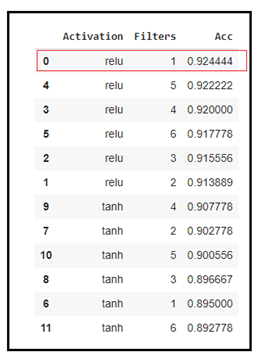 Activation Filters Acc
0 relu 1 0.924444
4 relu 5 0.922222
3 relu 4 0.920000
5 relu 6 0.917778
2 relu 3 0.915556
1 relu 2 0.913889
9 tanh 4 0.907778
7 tanh 2 0.902778
10 tanh 5 0.900556
8 tanh 3 0.896667
6 tanh 1 0.895000
11 tanh 6 0.892778